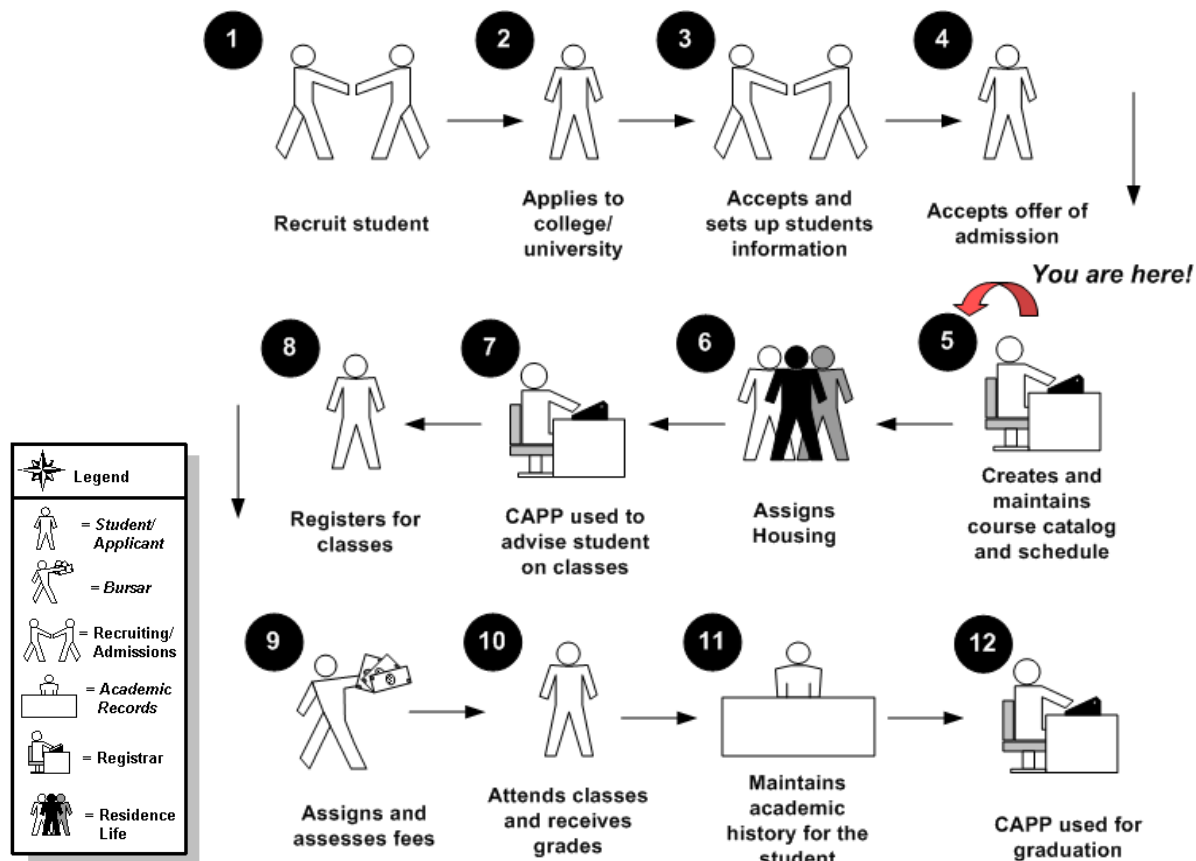 1
2
3
4
Recruit student
Applies to
college/
university
Accepts and
sets up students
information
Accepts offer of
admission
You are here!
5
Creates and
maintains
course catalog
and schedule
6
Assigns
Housing
7
CAPP used to
advise student
on classes
8
Registers for
classes
9
Assigns and
assesses fees
10
Attends classes
and receives
grades
11
Maintains
academic
history for the
student
12
CAPP used for
graduation
Legend
= Student/
Applicant
= Bursar
= Recruiting/
Admissions
= Academic
Records
= Registrar
= Residence
Life